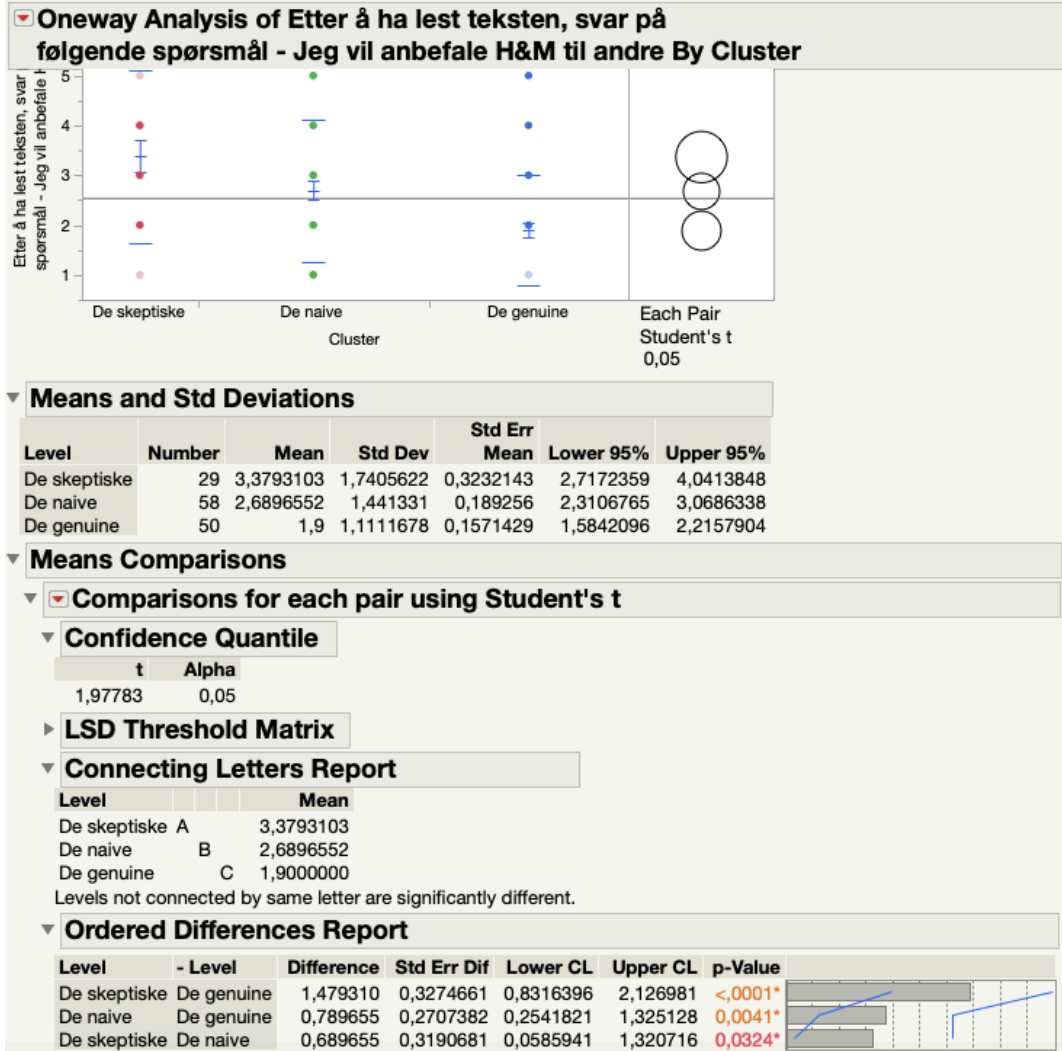 Oneway Analysis of Etter å ha lest teksten, svar på
følgende spørsmål - Jeg vil anbefale H&M til andre By Cluster
Etter å ha lest teksten, svar
spørsmål - Jeg vil anbefale H
5
4
3
2
1
De skeptiske De naive De genuine
Cluster
Each Pair
Student's t
0,05
Means and Std Deviations
Level Number Mean Std Dev Std Err Mean Lower 95% Upper 95%
De skeptiske 29 3,3793103 1,7405622 0,3232143 2,7172359 4,0413848
De naive 58 2,6896552 1,441331 0,189256 2,3106765 3,0686338
De genuine 50 1,9 1,1111678 0,1571429 1,5842096 2,2157904
Means Comparisons
Comparisons for each pair using Student's t
Confidence Quantile
t Alpha
1,97783 0,05
LSD Threshold Matrix
Connecting Letters Report
Level Mean
De skeptiske A 3,3793103
De naive B 2,6896552
De genuine C 1,9000000
Levels not connected by same letter are significantly different.
Ordered Differences Report
Level - Level Difference Std Err Dif Lower CL Upper CL p-Value
De skeptiske De genuine 1,479310 0,3274661 0,8316396 2,126981 <,0001*
De naive De genuine 0,789655 0,2707382 0,2541821 1,325128 0,0041*
De skeptiske De naive 0,689655 0,3190681 0,0585941 1,320716 0,0324*